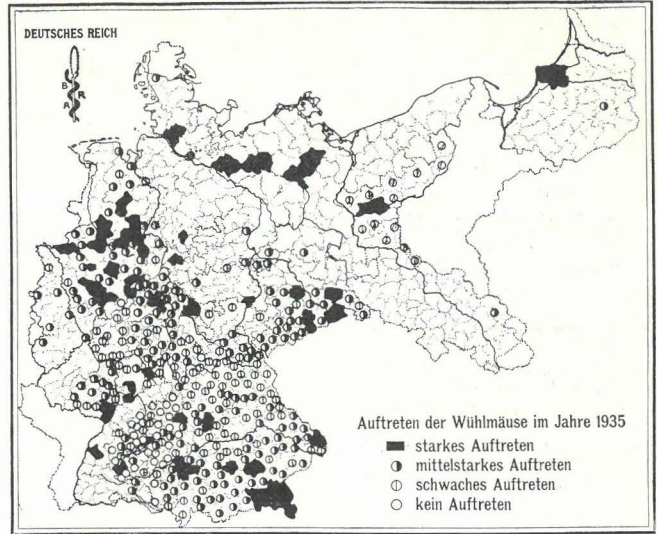 DEUTSCHES REICH
B
R
A
Auftreten der Wühlmäuse im Jahre 1935
starkes Auftreten
mittelstarkes Auftreten
schwaches Auftreten
kein Auftreten